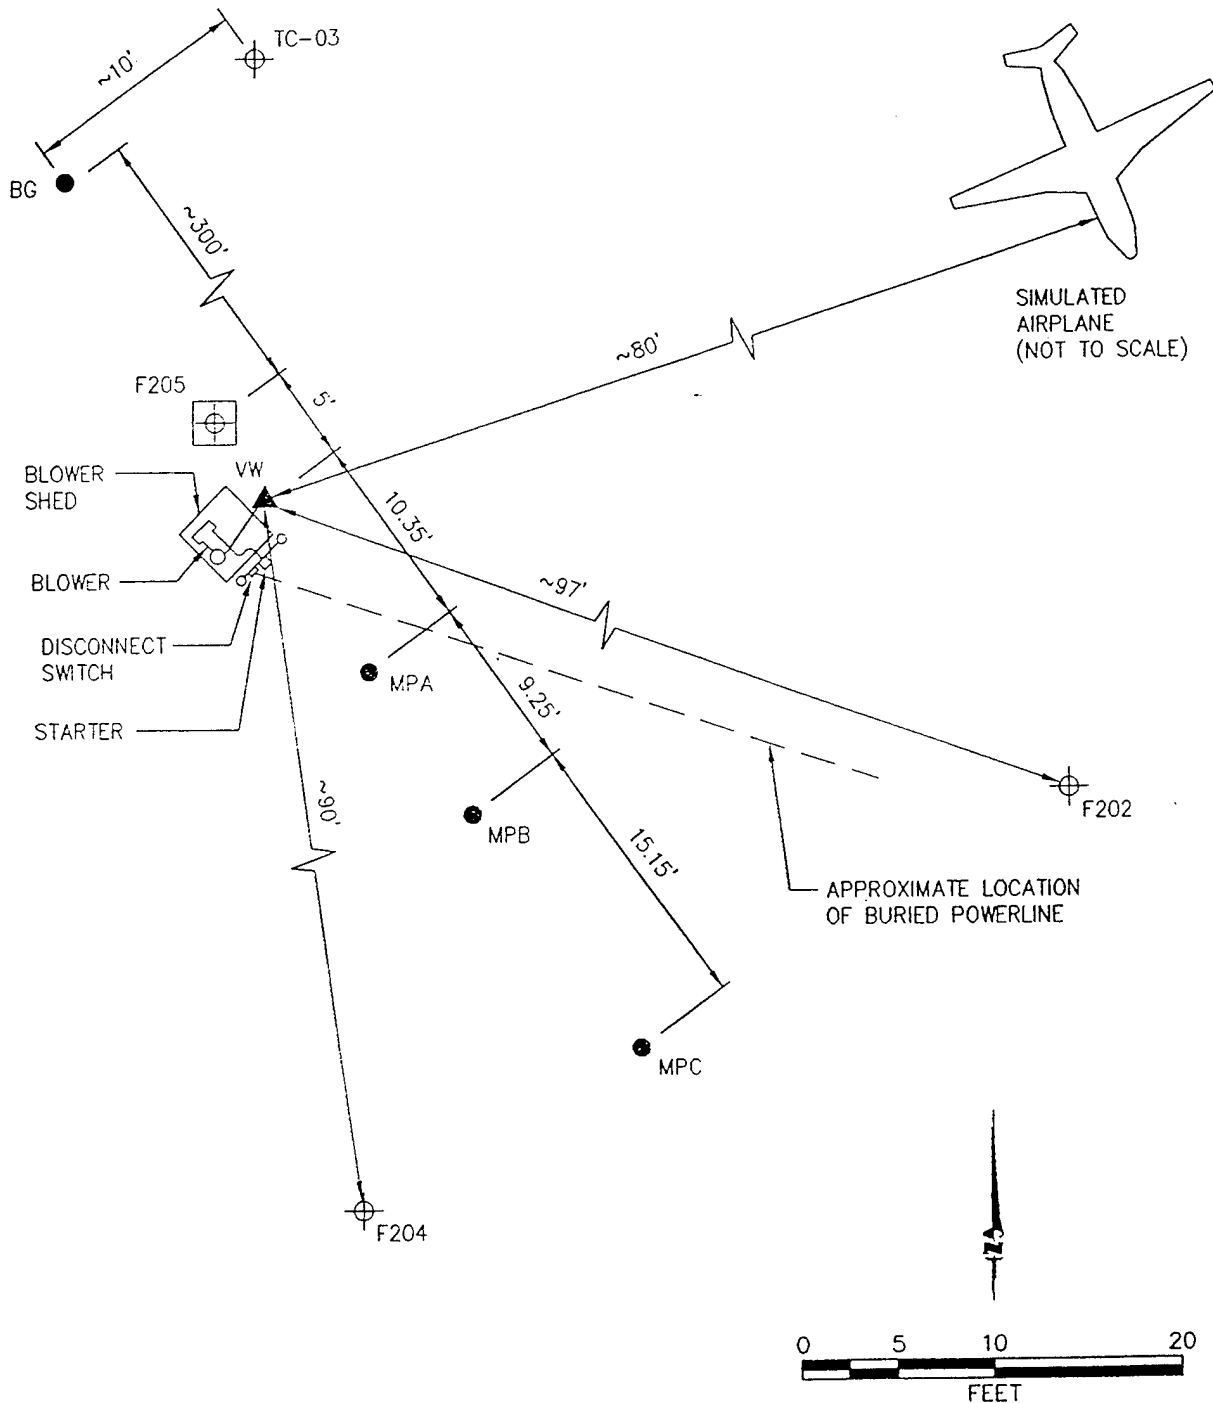 TC-03
~10'
BG
~300'
SIMULATED
AIRPLANE
(NOT TO SCALE)
~80'
F205
5'
BLOWER
SHED
VW
10.35'
BLOWER
~97'
DISCONNECT
SWITCH
MPA
9.25'
STARTER
~90'
F202
MPB
15.15'
APPROXIMATE LOCATION
OF BURIED POWERLINE
MPC
F204
N
0 5 10 20
FEET